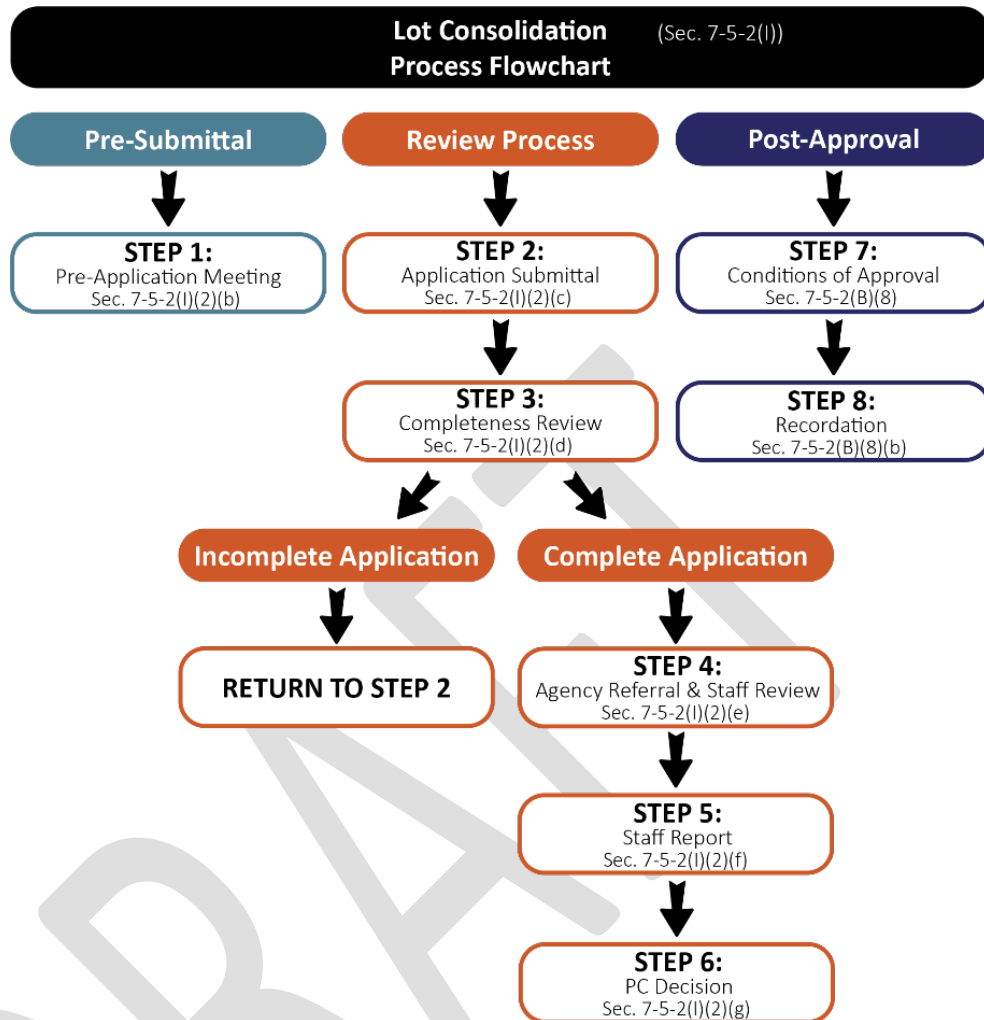 Lot Consolidation (Sec. 7-5-2(I))
Process Flowchart
Pre-Submittal
Review Process
Post-Approval
STEP 1:
Pre-Application Meeting
Sec. 7-5-2(I)(2)(b)
STEP 2:
Application Submittal
Sec. 7-5-2(I)(2)(c)
STEP 7:
Conditions of Approval
Sec. 7-5-2(B)(8)
STEP 3:
Completeness Review
Sec. 7-5-2(I)(2)(d)
STEP 8:
Recordation
Sec. 7-5-2(B)(8)(b)
Incomplete Application
Complete Application
RETURN TO STEP 2
STEP 4:
Agency Referral & Staff Review
Sec. 7-5-2(I)(2)(e)
STEP 5:
Staff Report
Sec. 7-5-2(I)(2)(f)
STEP 6:
PC Decision
Sec. 7-5-2(I)(2)(g)
DRAFT